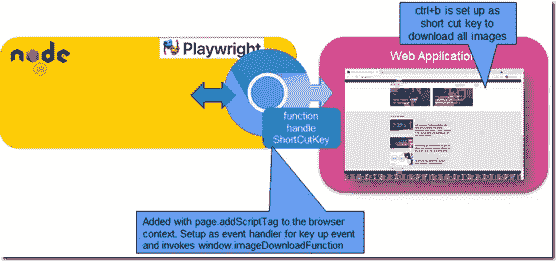 node
Playwright
Web Application
ctrl+b is set up as
short cut key to
download all images
function
handle
ShortCutKey
Added with page.addScriptTag to the browser
context. Setup as event handler for key up event
and invokes window.imageDownloadFunction